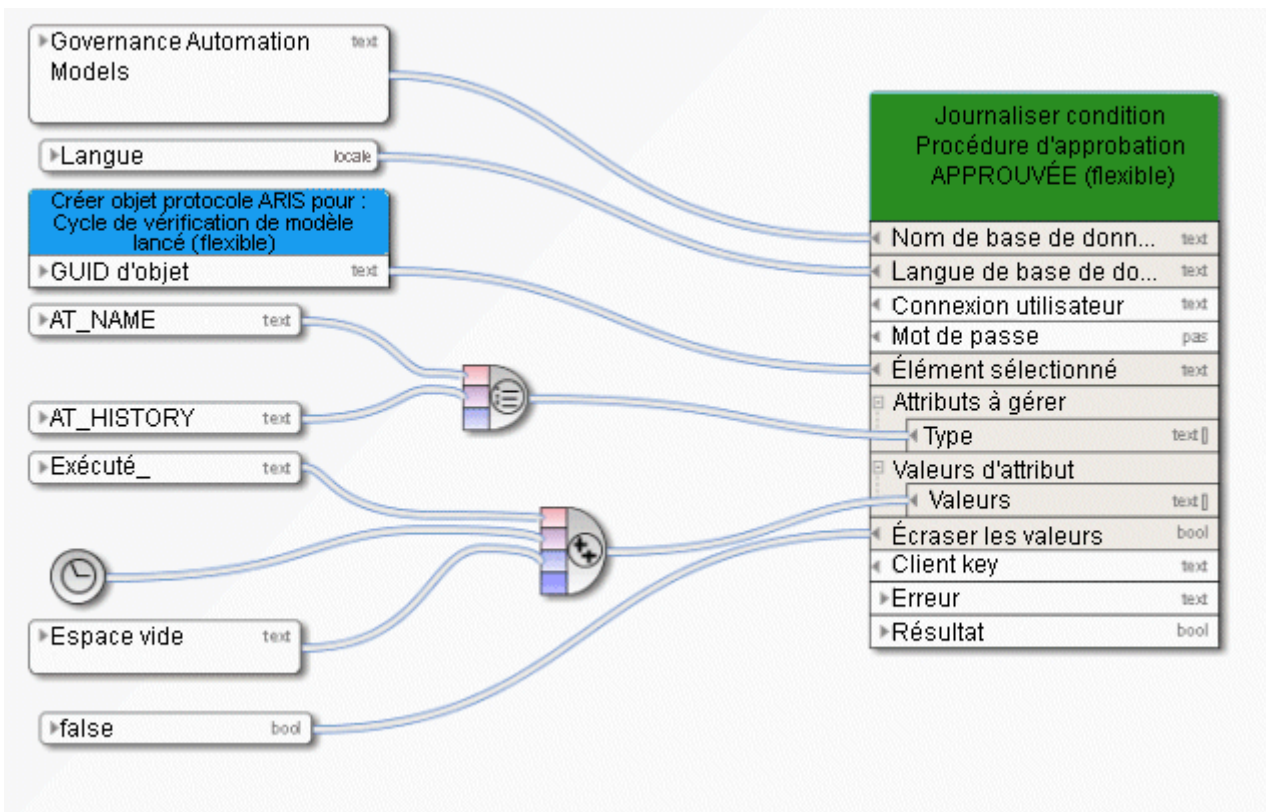 Governance Automation text
Models
Langue locale
Créer objet protocole ARIS pour :
Cycle de vérification de modèle
lancé (flexible)
GUID d'objet text
AT_NAME text
AT_HISTORY text
Exécuté_ text
Espace vide text
false bool
Journaliser condition
Procédure d'approbation
APPROUVÉE (flexible)
Nom de base de donn... text
Langue de base de do... text
Connexion utilisateur text
Mot de passe pas
Élément sélectionné text
Attributs à gérer
Type text[]
Valeurs d'attribut
Valeurs text[]
Écraser les valeurs bool
Client key text
Erreur text
Résultat bool